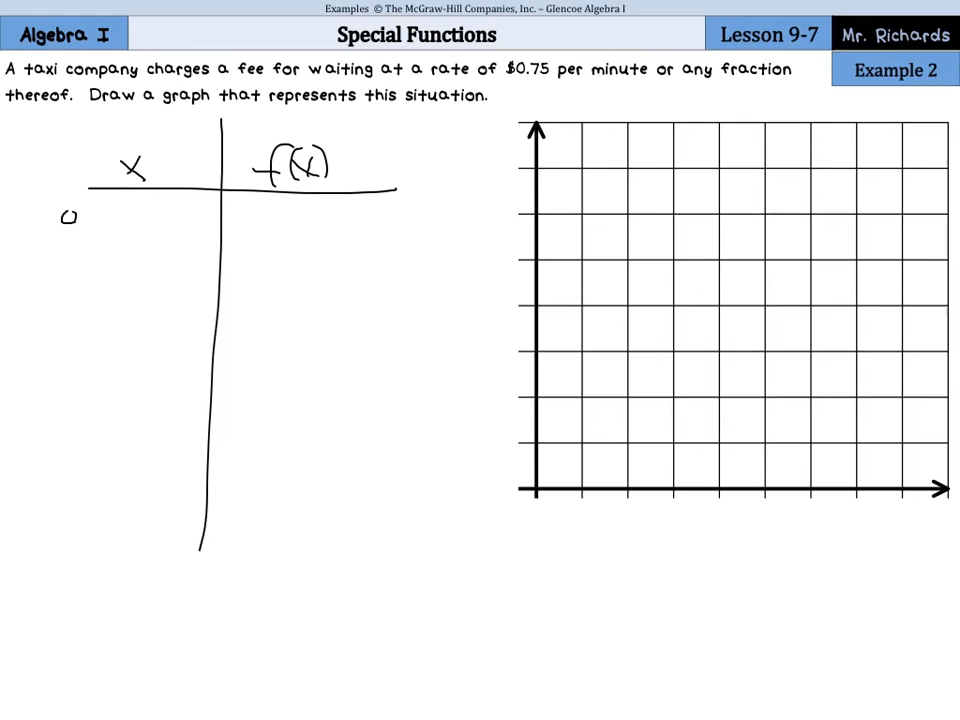 Examples © The McGraw-Hill Companies, Inc. – Glencoe Algebra I
Algebra I Special Functions Lesson 9-7 Mr. Richards
A taxi company charges a fee for waiting at a rate of $0.75 per minute or any fraction
thereof. Draw a graph that represents this situation.
Example 2
x f(x)
0